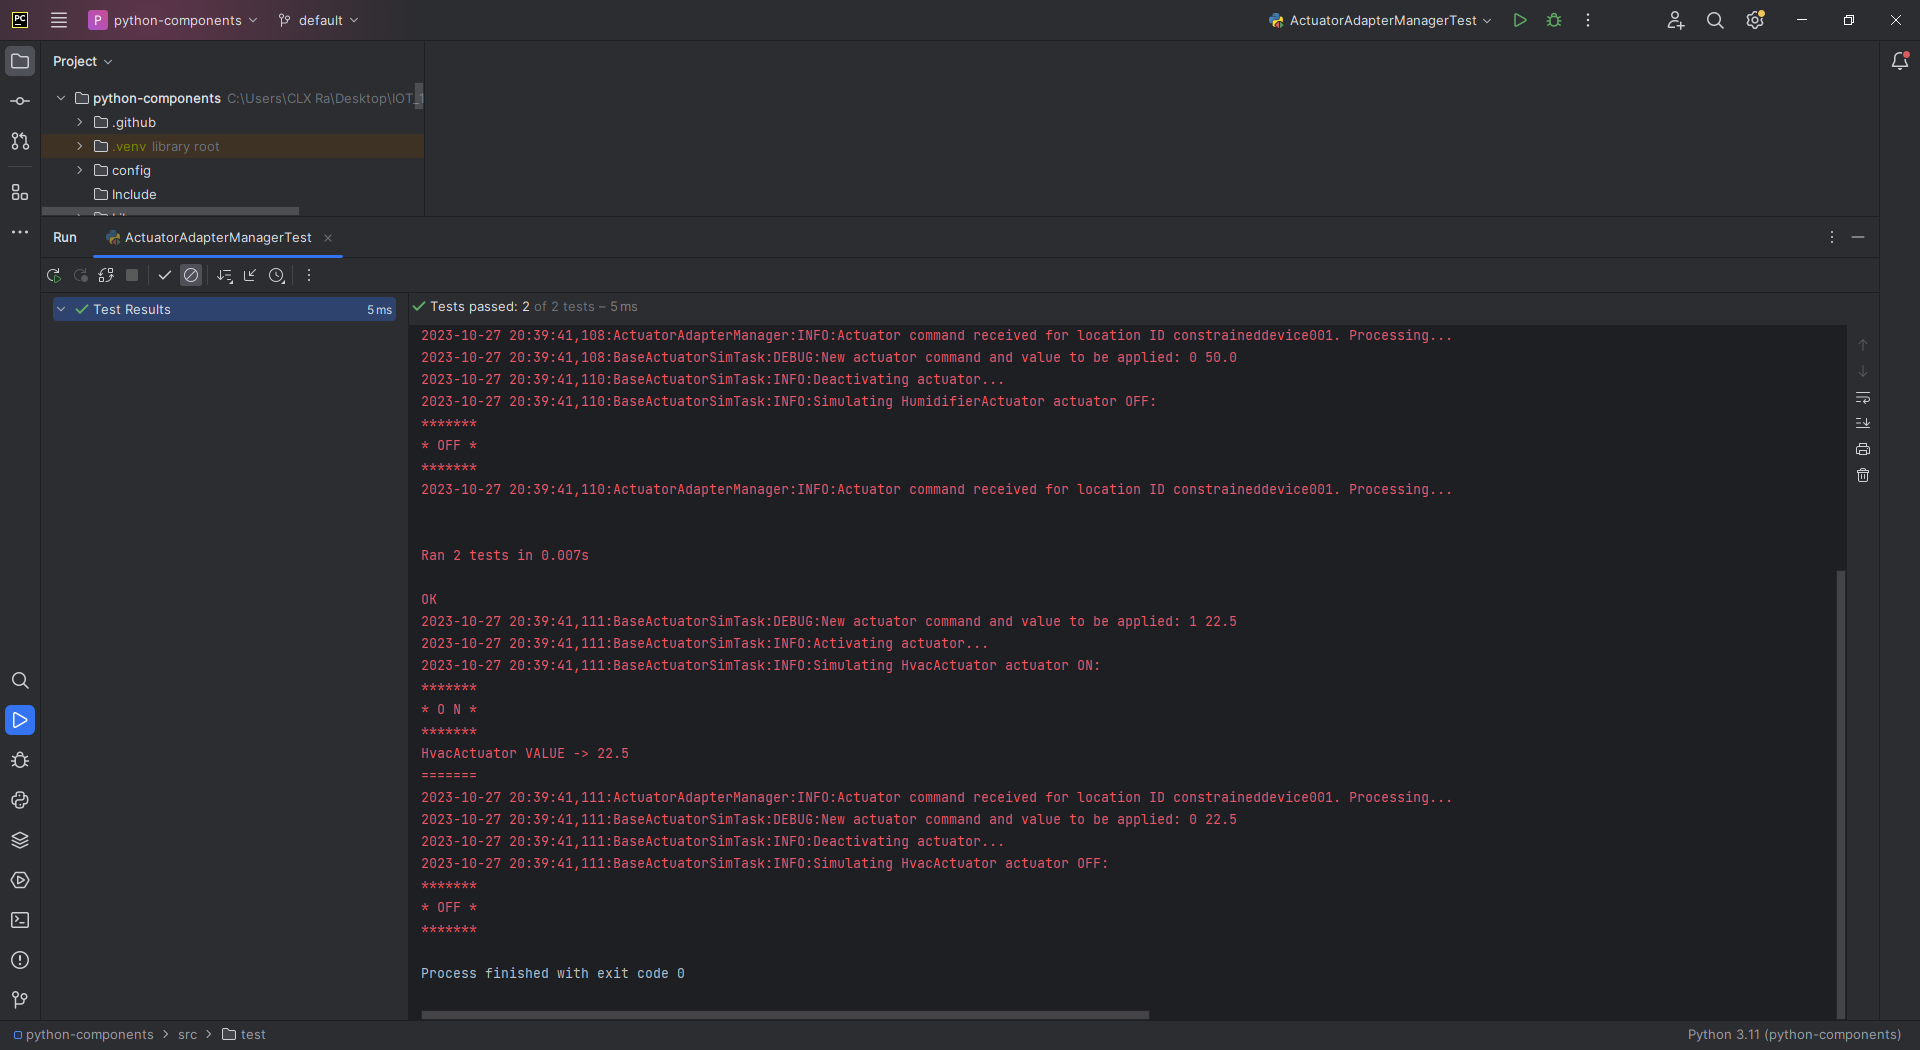 PC P python-components default ActuatorAdapterManagerTest
Project
python-components C:\Users\CLX Ra\Desktop\IOT_1
.github
.venv library root
config
Include
Run ActuatorAdapterManagerTest
Test Results 5 ms
Tests passed: 2 of 2 tests – 5 ms
2023-10-27 20:39:41,108:ActuatorAdapterManager:INFO:Actuator command received for location ID constraineddevice001. Processing...
2023-10-27 20:39:41,108:BaseActuatorSimTask:DEBUG:New actuator command and value to be applied: 0 50.0
2023-10-27 20:39:41,110:BaseActuatorSimTask:INFO:Deactivating actuator...
2023-10-27 20:39:41,110:BaseActuatorSimTask:INFO:Simulating HumidifierActuator actuator OFF:
*******
* OFF *
*******
2023-10-27 20:39:41,110:ActuatorAdapterManager:INFO:Actuator command received for location ID constraineddevice001. Processing...
Ran 2 tests in 0.007s
OK
2023-10-27 20:39:41,111:BaseActuatorSimTask:DEBUG:New actuator command and value to be applied: 1 22.5
2023-10-27 20:39:41,111:BaseActuatorSimTask:INFO:Activating actuator...
2023-10-27 20:39:41,111:BaseActuatorSimTask:INFO:Simulating HvacActuator actuator ON:
*******
* O N *
*******
HvacActuator VALUE -> 22.5
=======
2023-10-27 20:39:41,111:ActuatorAdapterManager:INFO:Actuator command received for location ID constraineddevice001. Processing...
2023-10-27 20:39:41,111:BaseActuatorSimTask:DEBUG:New actuator command and value to be applied: 0 22.5
2023-10-27 20:39:41,111:BaseActuatorSimTask:INFO:Deactivating actuator...
2023-10-27 20:39:41,111:BaseActuatorSimTask:INFO:Simulating HvacActuator actuator OFF:
*******
* OFF *
*******
Process finished with exit code 0
python-components > src > test Python 3.11 (python-components)